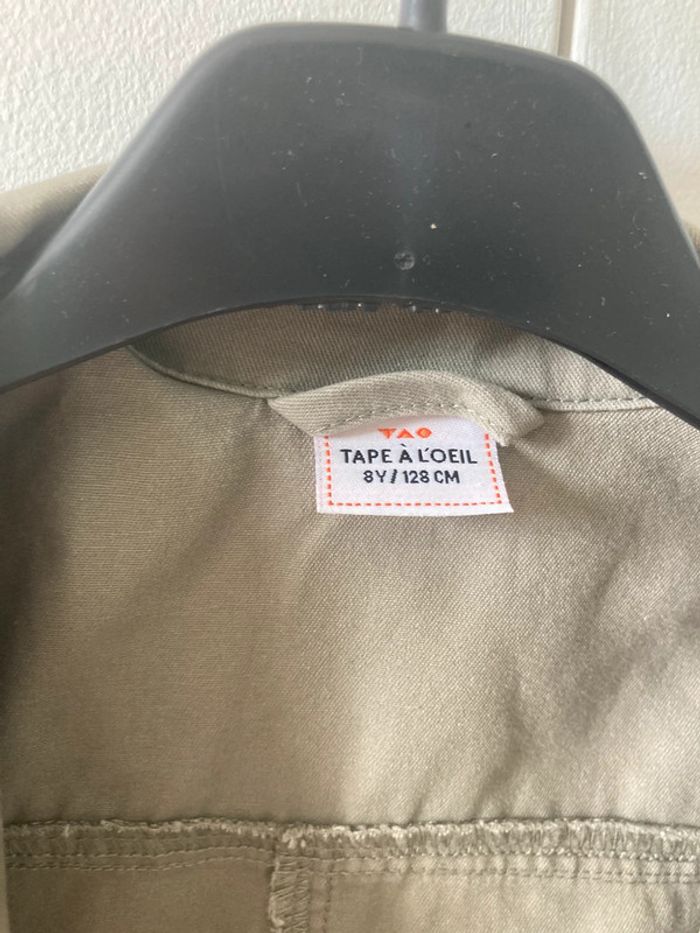 TAO
TAPE À L'OEIL
8Y/128 CM